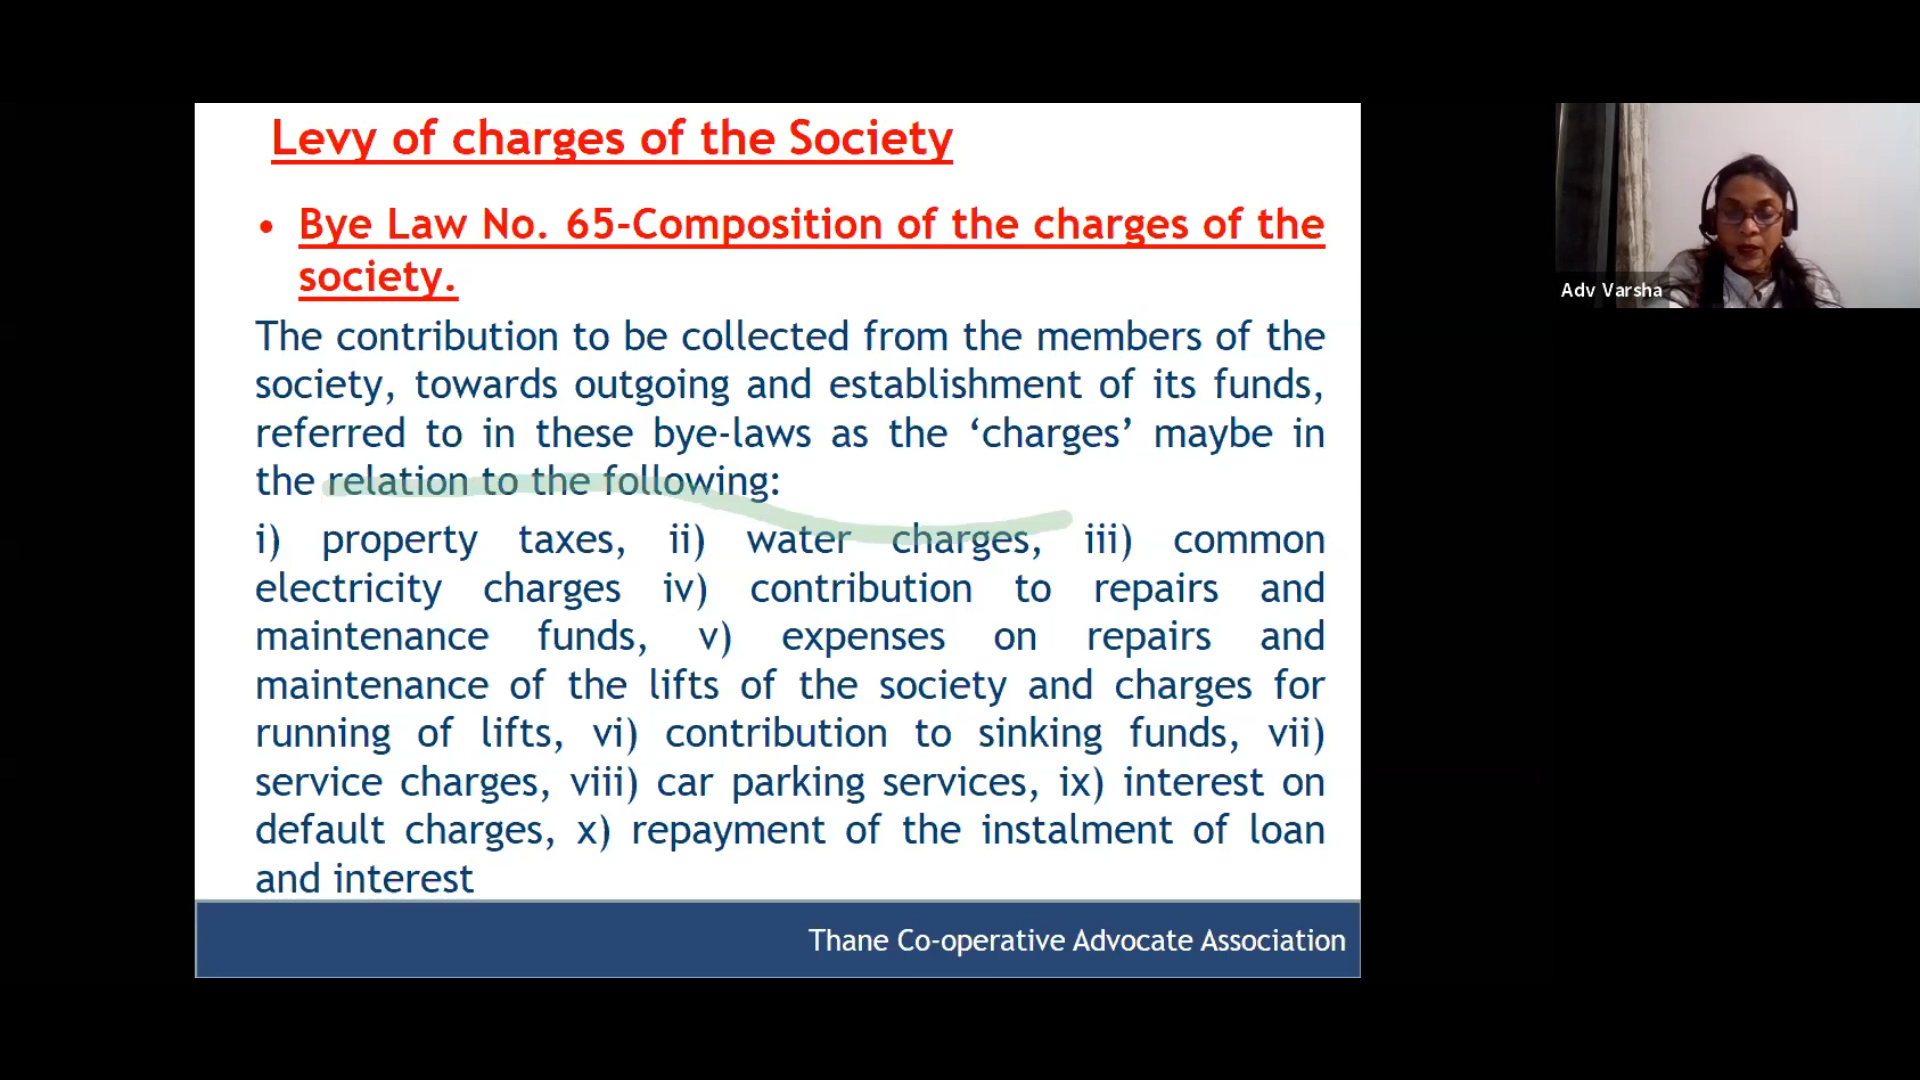 Levy of charges of the Society
• Bye Law No. 65-Composition of the charges of the
society.
The contribution to be collected from the members of the
society, towards outgoing and establishment of its funds,
referred to in these bye-laws as the ‘charges’ maybe in
the relation to the following:
i) property taxes, ii) water charges, iii) common
electricity charges iv) contribution to repairs and
maintenance funds, v) expenses on repairs and
maintenance of the lifts of the society and charges for
running of lifts, vi) contribution to sinking funds, vii)
service charges, viii) car parking services, ix) interest on
default charges, x) repayment of the instalment of loan
and interest
Thane Co-operative Advocate Association
Adv Varsha